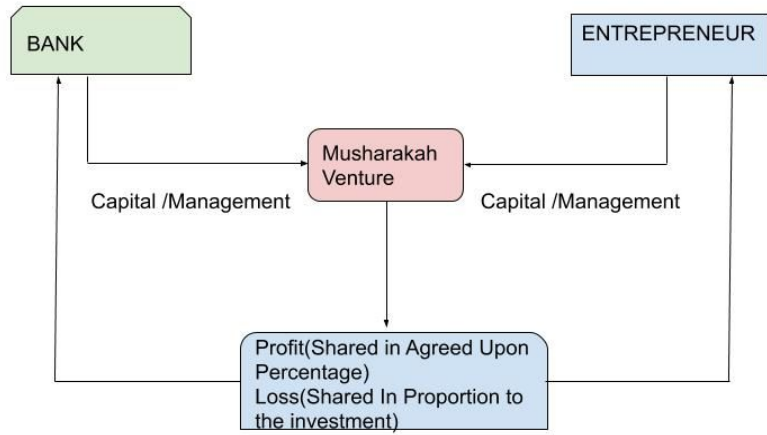 BANK
ENTREPRENEUR
Musharakah
Venture
Capital /Management
Capital /Management
Profit(Shared in Agreed Upon
Percentage)
Loss(Shared In Proportion to
the investment)